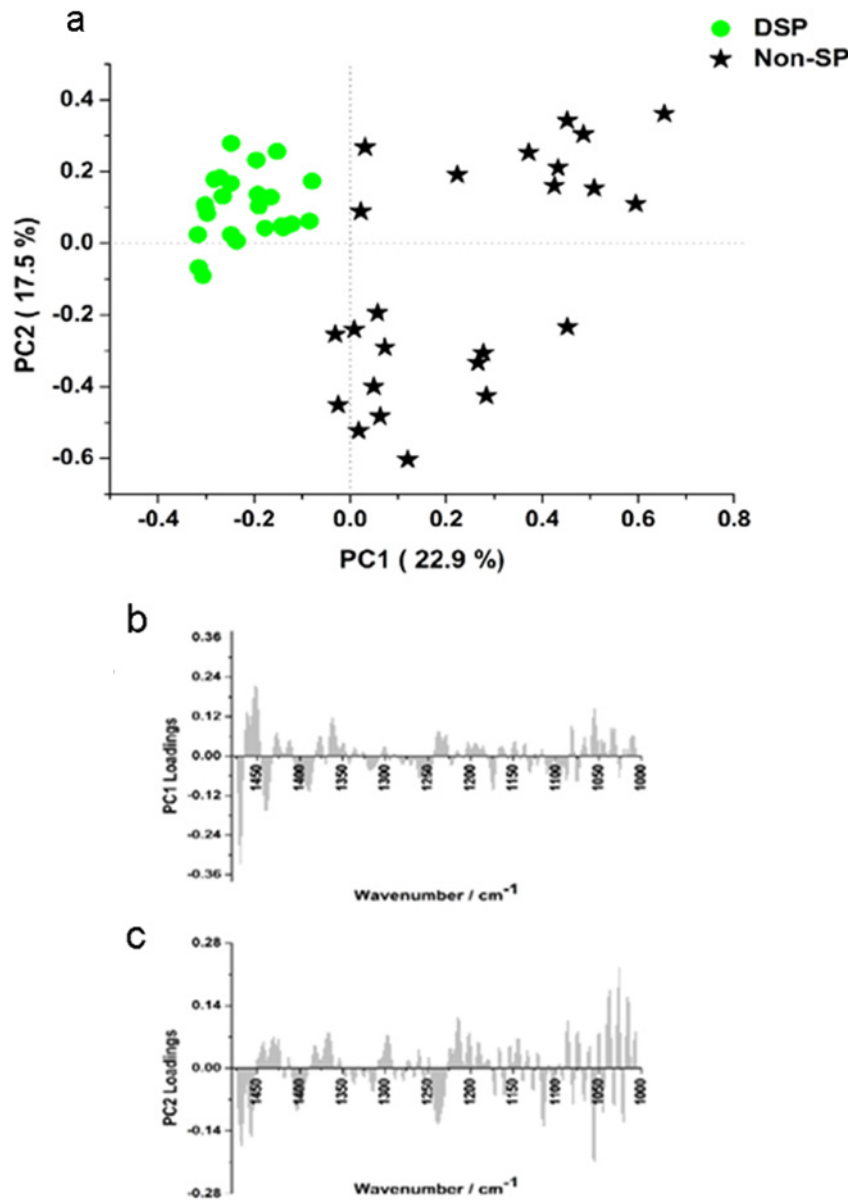 a
DSP
Non-SP
0.4
0.2
0.0
-0.2
-0.4
-0.6
PC2 ( 17.5 %)
-0.4 -0.2 0.0 0.2 0.4 0.6 0.8
PC1 ( 22.9 %)
b
0.36
0.24
0.12
0.00
-0.12
-0.24
-0.36
PC1 Loadings
1450 1400 1350 1300 1250 1200 1150 1100 1050 1000
Wavenumber / cm⁻¹
c
0.28
0.14
0.00
-0.14
-0.28
PC2 Loadings
1450 1400 1350 1300 1250 1200 1150 1100 1050 1000
Wavenumber / cm⁻¹